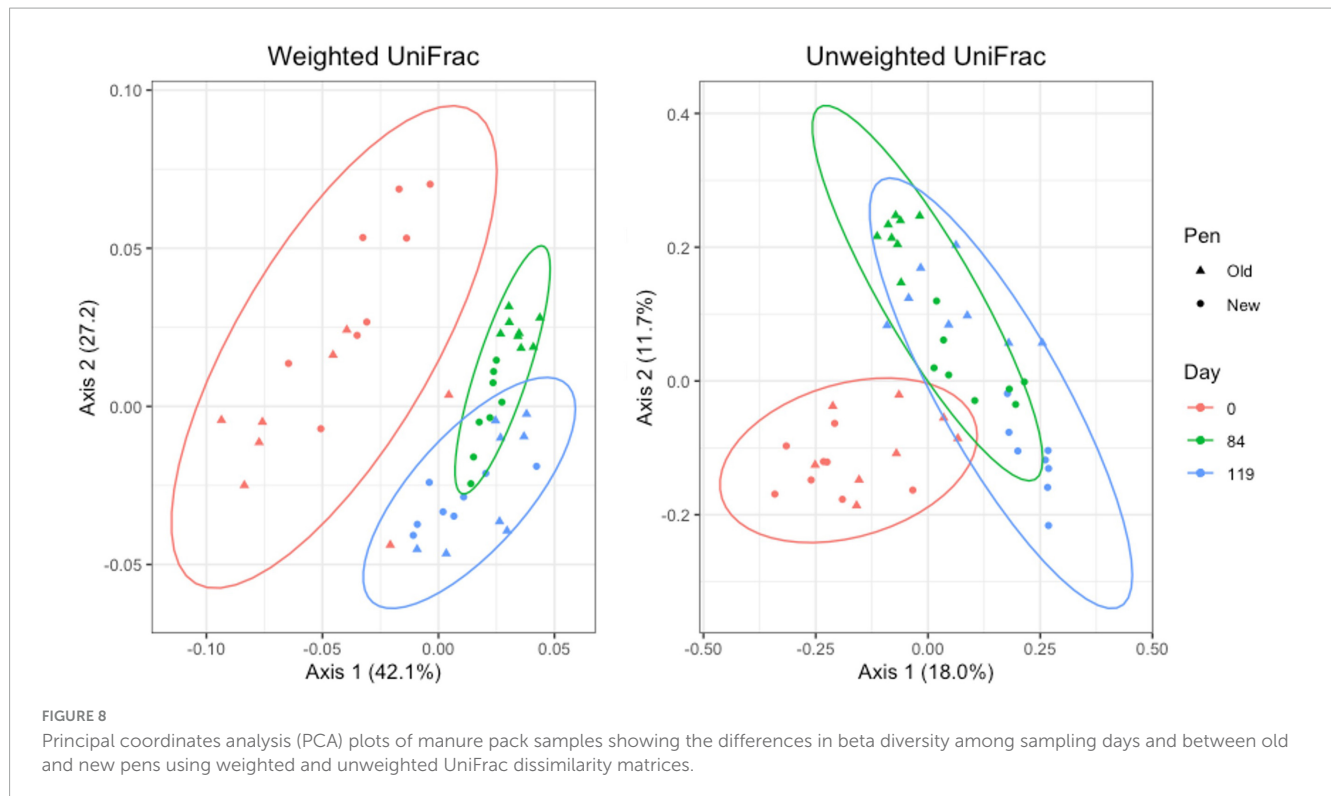 Weighted UniFrac
Unweighted UniFrac
0.10
0.05
0.00
-0.05
Axis 2 (27.2)
-0.10
-0.05
0.00
0.05
Axis 1 (42.1%)
0.4
0.2
0.0
-0.2
Axis 2 (11.7%)
-0.50
-0.25
0.00
0.25
0.50
Axis 1 (18.0%)
Pen
Old
New
Day
0
84
119
FIGURE 8
Principal coordinates analysis (PCA) plots of manure pack samples showing the differences in beta diversity among sampling days and between old
and new pens using weighted and unweighted UniFrac dissimilarity matrices.